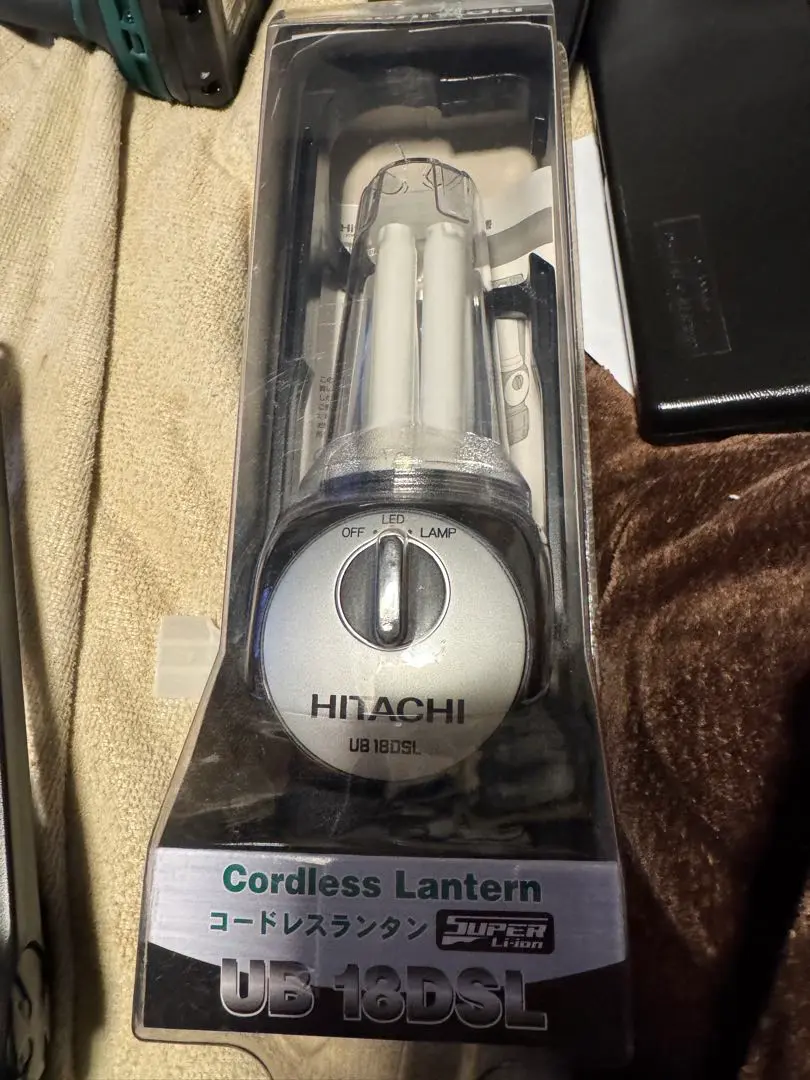 LED
OFF LAMP
HITACHI
UB 18DSL
Cordless Lantern
コードレスランタン SUPER Li-ion
UB 18DSL